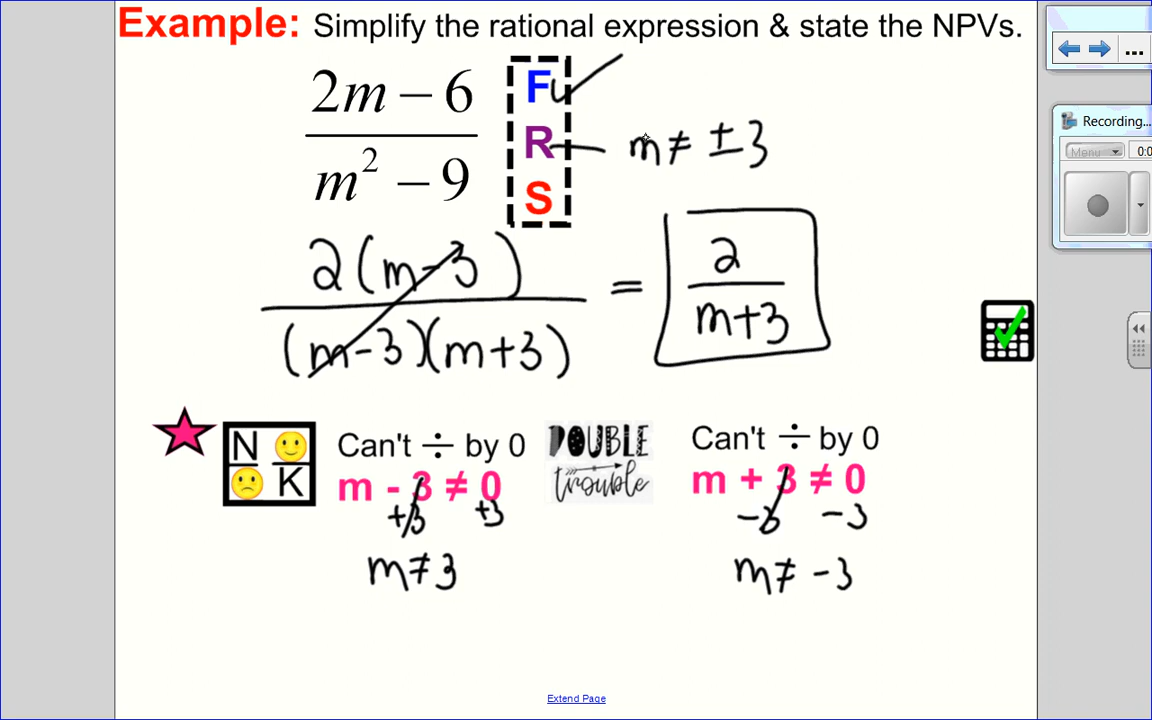 Example: Simplify the rational expression & state the NPVs.
2m − 6
m² − 9
F
R
S
m ≠ ±3
2(m-3)
(m-3)(m+3)
=
2
m+3
N
K
Can't ÷ by 0
m - 3 ≠ 0
+3 +3
m ≠ 3
DOUBLE
trouble
Can't ÷ by 0
m + 3 ≠ 0
-3 -3
m ≠ -3
Extend Page
...
Recording...
Menu
0:0